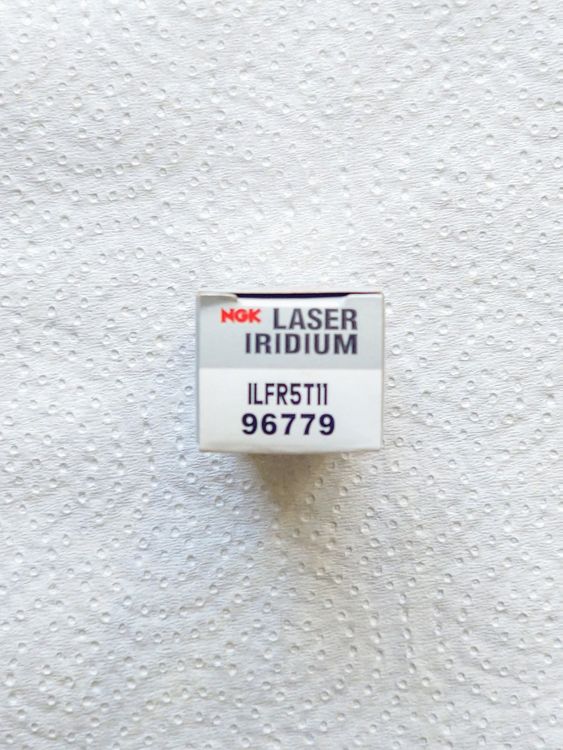 NGK LASER
IRIDIUM
ILFR5T11
96779